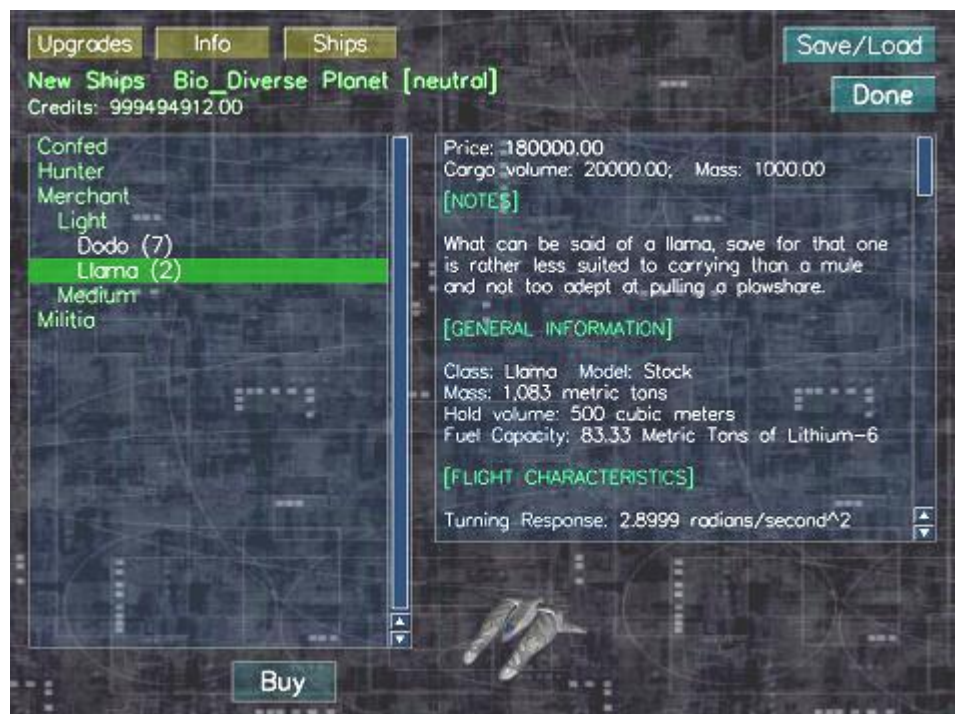 Upgrades Info Ships Save/Load
New Ships Bio_Diverse Planet [neutral]
Credits: 999494912.00
Done
Confed
Hunter
Merchant
Light
Dodo (7)
Llama (2)
Medium
Militia
Price: 180000.00
Cargo volume: 20000.00; Mass: 1000.00
[NOTES]
What can be said of a llama, save for that one
is rather less suited to carrying than a mule
and not too adept at pulling a plowshare.
[GENERAL INFORMATION]
Class: Llama Model: Stock
Mass: 1,083 metric tons
Hold volume: 500 cubic meters
Fuel Capacity: 83.33 Metric Tons of Lithium-6
[FLIGHT CHARACTERISTICS]
Turning Response: 2.8999 radians/second^2
Buy